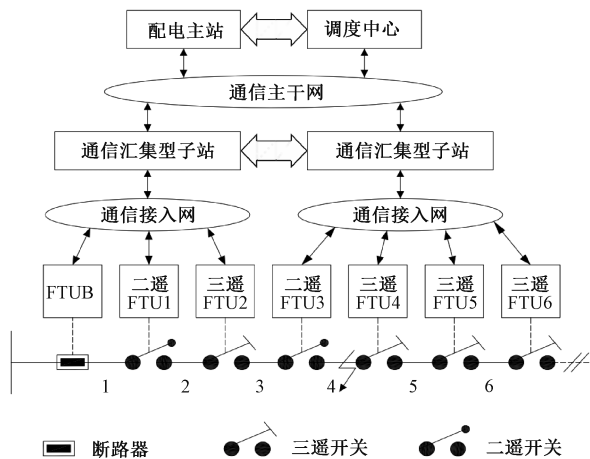 配电主站
调度中心
通信主干网
通信汇集型子站
通信汇集型子站
通信接入网
通信接入网
FTUB
二遥
FTU1
三遥
FTU2
二遥
FTU3
三遥
FTU4
三遥
FTU5
三遥
FTU6
1 2 3 4 5 6
断路器
三遥开关
二遥开关